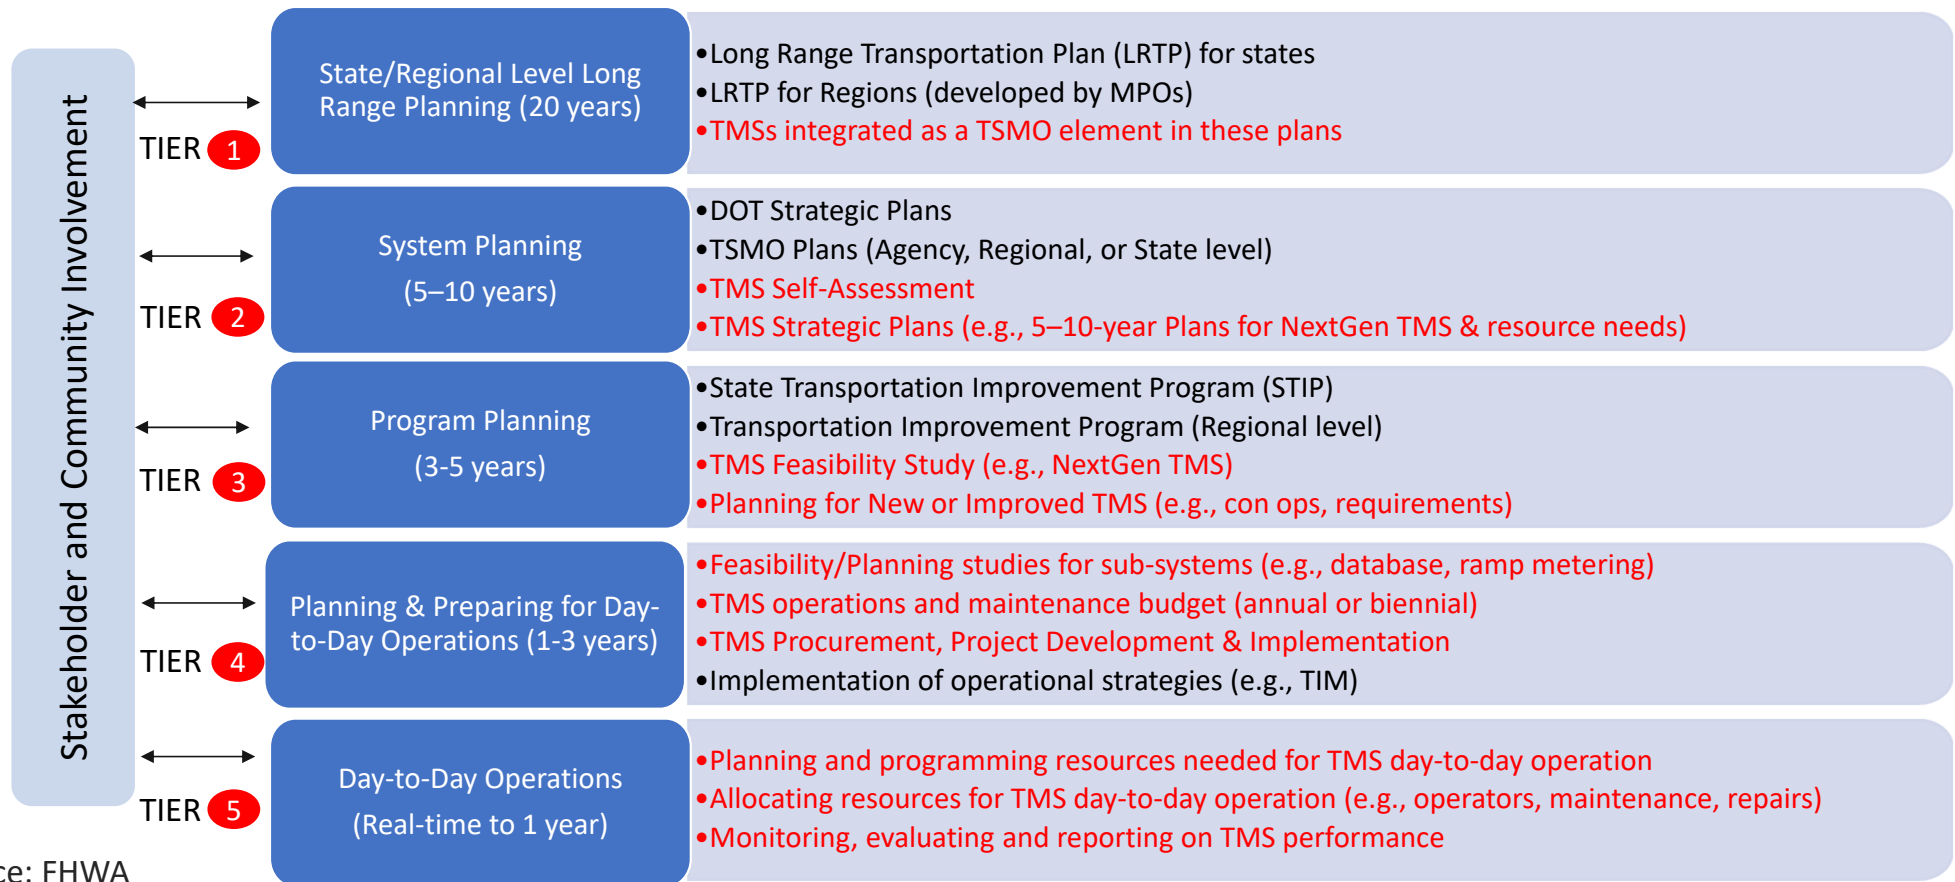 Stakeholder and Community Involvement
TIER 1
State/Regional Level Long
Range Planning (20 years)
•Long Range Transportation Plan (LRTP) for states
•LRTP for Regions (developed by MPOs)
•TMSs integrated as a TSMO element in these plans
TIER 2
System Planning
(5–10 years)
•DOT Strategic Plans
•TSMO Plans (Agency, Regional, or State level)
•TMS Self-Assessment
•TMS Strategic Plans (e.g., 5–10-year Plans for NextGen TMS & resource needs)
TIER 3
Program Planning
(3-5 years)
•State Transportation Improvement Program (STIP)
•Transportation Improvement Program (Regional level)
•TMS Feasibility Study (e.g., NextGen TMS)
•Planning for New or Improved TMS (e.g., con ops, requirements)
TIER 4
Planning & Preparing for Day-
to-Day Operations (1-3 years)
•Feasibility/Planning studies for sub-systems (e.g., database, ramp metering)
•TMS operations and maintenance budget (annual or biennial)
•TMS Procurement, Project Development & Implementation
•Implementation of operational strategies (e.g., TIM)
TIER 5
Day-to-Day Operations
(Real-time to 1 year)
•Planning and programming resources needed for TMS day-to-day operation
•Allocating resources for TMS day-to-day operation (e.g., operators, maintenance, repairs)
•Monitoring, evaluating and reporting on TMS performance
ce: FHWA